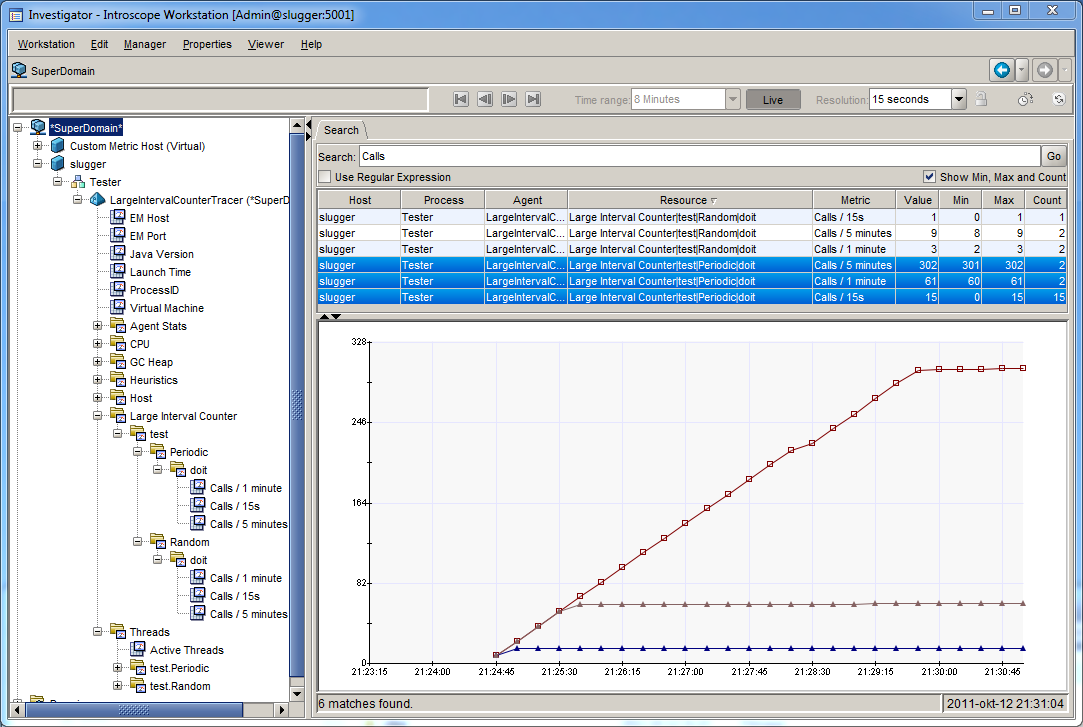 Investigator - Introscope Workstation [Admin@slugger:5001]
Workstation Edit Manager Properties Viewer Help
SuperDomain
Time range: 8 Minutes Live Resolution: 15 seconds
*SuperDomain*
Custom Metric Host (Virtual)
slugger
Tester
LargeIntervalCounterTracer (*SuperD
EM Host
EM Port
Java Version
Launch Time
ProcessID
Virtual Machine
Agent Stats
CPU
GC Heap
Heuristics
Host
Large Interval Counter
test
Periodic
doit
Calls / 1 minute
Calls / 15s
Calls / 5 minutes
Random
doit
Calls / 1 minute
Calls / 15s
Calls / 5 minutes
Threads
Active Threads
test.Periodic
test.Random
Search
Search: Calls Go
Use Regular Expression Show Min, Max and Count
Host Process Agent Resource Metric Value Min Max Count
slugger Tester LargeIntervalC... Large Interval Counter|test|Random|doit Calls / 15s 1 0 1 1
slugger Tester LargeIntervalC... Large Interval Counter|test|Random|doit Calls / 5 minutes 9 8 9 2
slugger Tester LargeIntervalC... Large Interval Counter|test|Random|doit Calls / 1 minute 3 2 3 2
slugger Tester LargeIntervalC... Large Interval Counter|test|Periodic|doit Calls / 5 minutes 302 301 302 2
slugger Tester LargeIntervalC... Large Interval Counter|test|Periodic|doit Calls / 1 minute 61 60 61 2
slugger Tester LargeIntervalC... Large Interval Counter|test|Periodic|doit Calls / 15s 15 0 15 15
328
246
164
82
0
21:23:15 21:24:00 21:24:45 21:25:30 21:26:15 21:27:00 21:27:45 21:28:30 21:29:15 21:30:00 21:30:45
6 matches found. 2011-okt-12 21:31:04